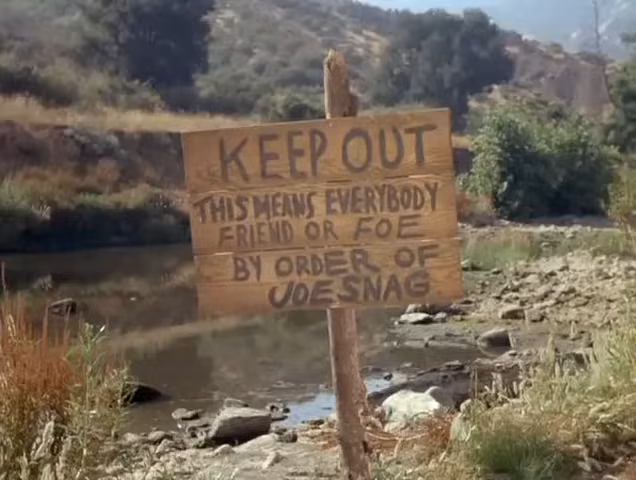 KEEP OUT
THIS MEANS EVERYBODY
FRIEND OR FOE
BY ORDER OF
JOE SNAG